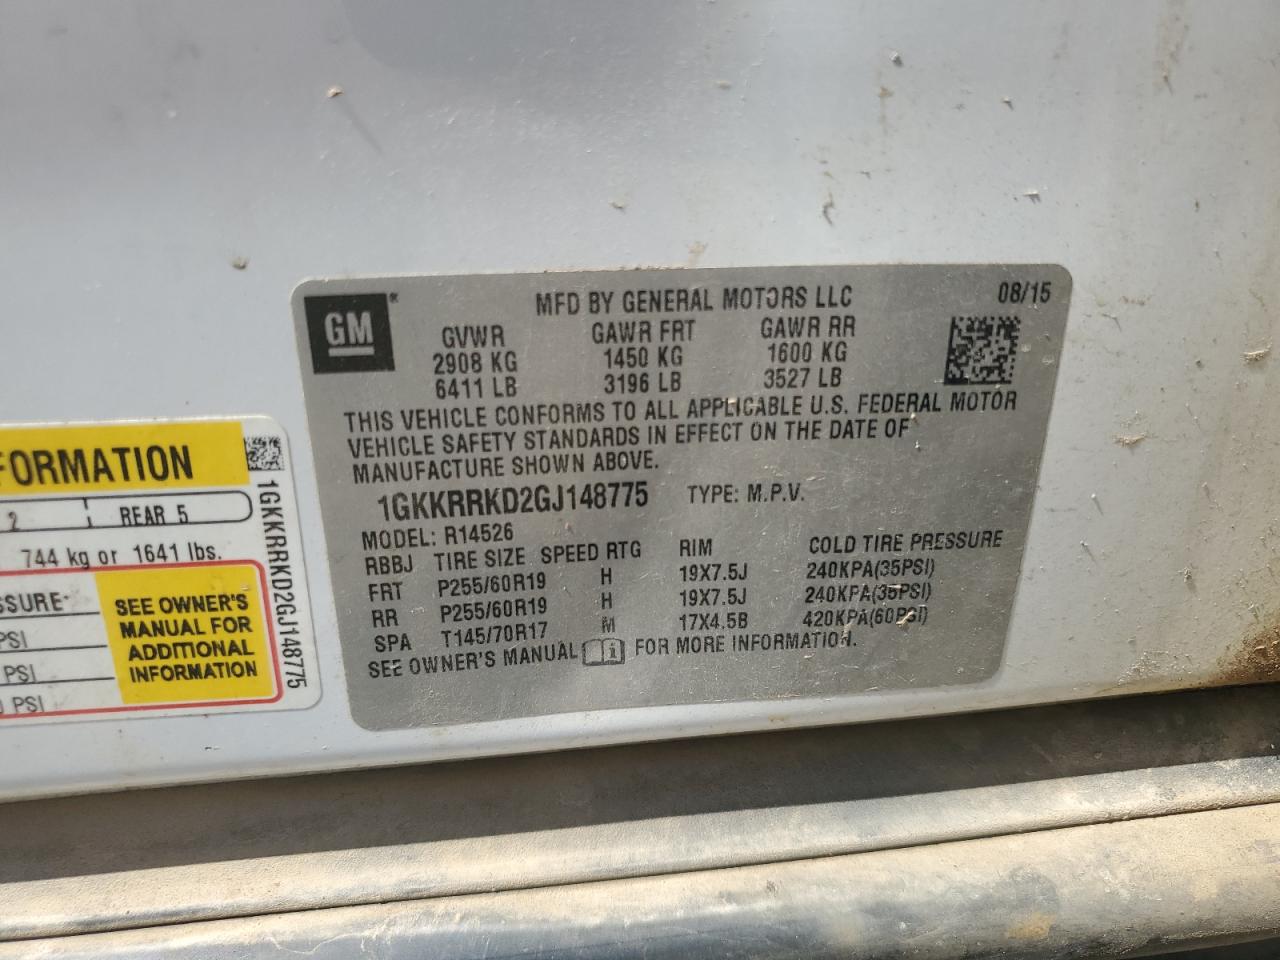 GM
®
MFD BY GENERAL MOTORS LLC
08/15
GVWR GAWR FRT GAWR RR
2908 KG 1450 KG 1600 KG
6411 LB 3196 LB 3527 LB
THIS VEHICLE CONFORMS TO ALL APPLICABLE U.S. FEDERAL MOTOR
VEHICLE SAFETY STANDARDS IN EFFECT ON THE DATE OF
MANUFACTURE SHOWN ABOVE.
1GKKRRKD2GJ148775 TYPE: M.P.V.
MODEL: R14526
RBBJ TIRE SIZE SPEED RTG RIM COLD TIRE PRESSURE
FRT P255/60R19 H 19X7.5J 240KPA(35PSI)
RR P255/60R19 H 19X7.5J 240KPA(35PSI)
SPA T145/70R17 M 17X4.5B 420KPA(60PSI)
SEE OWNER'S MANUAL i FOR MORE INFORMATION.
FORMATION
2 REAR 5
744 kg or 1641 lbs.
SSURE
PSI
PSI
PSI
SEE OWNER'S
MANUAL FOR
ADDITIONAL
INFORMATION
1GKKRRKD2GJ148775